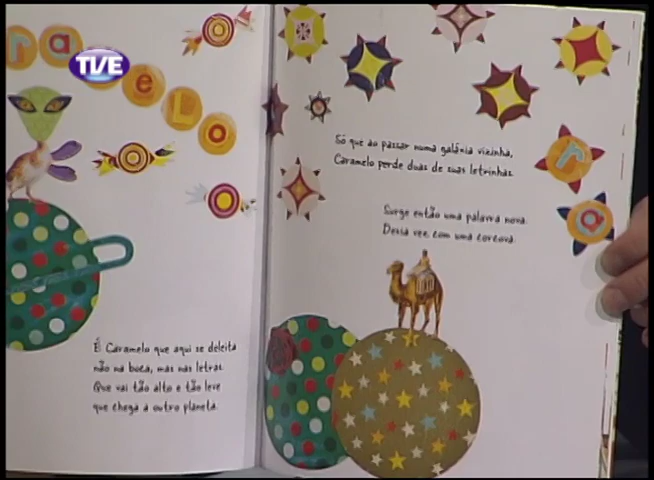 ra eLo
TVE
É Caramelo que aqui se deleita
não na boca, mas nas letras.
Que vai tão alto e tão leve
que chega a outro planeta.
Só que ao passar numa galáxia vizinha,
Caramelo perde duas de suas letrinhas.
r
a
Surge então uma palavra nova.
Desta vez com uma corcova.